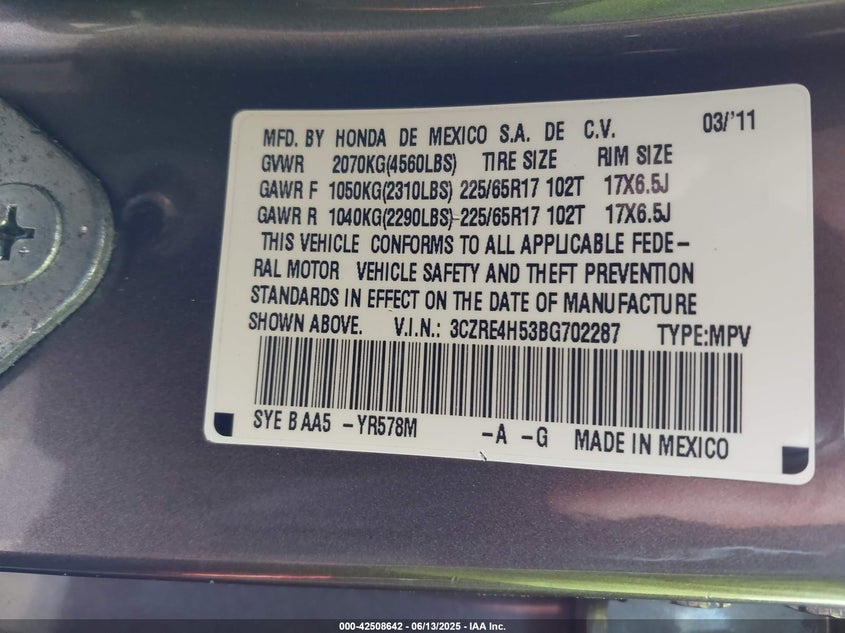 MFD. BY HONDA DE MEXICO S.A. DE C.V. 03/'11
GVWR 2070KG(4560LBS) TIRE SIZE RIM SIZE
GAWR F 1050KG(2310LBS) 225/65R17 102T 17X6.5J
GAWR R 1040KG(2290LBS) 225/65R17 102T 17X6.5J
THIS VEHICLE CONFORMS TO ALL APPLICABLE FEDE-
RAL MOTOR VEHICLE SAFETY AND THEFT PREVENTION
STANDARDS IN EFFECT ON THE DATE OF MANUFACTURE
SHOWN ABOVE. V.I.N.: 3CZRE4H53BG702287 TYPE:MPV
SYE B AA5 -YR578M -A -G MADE IN MEXICO
000-42508642 - 06/13/2025 - IAA Inc.